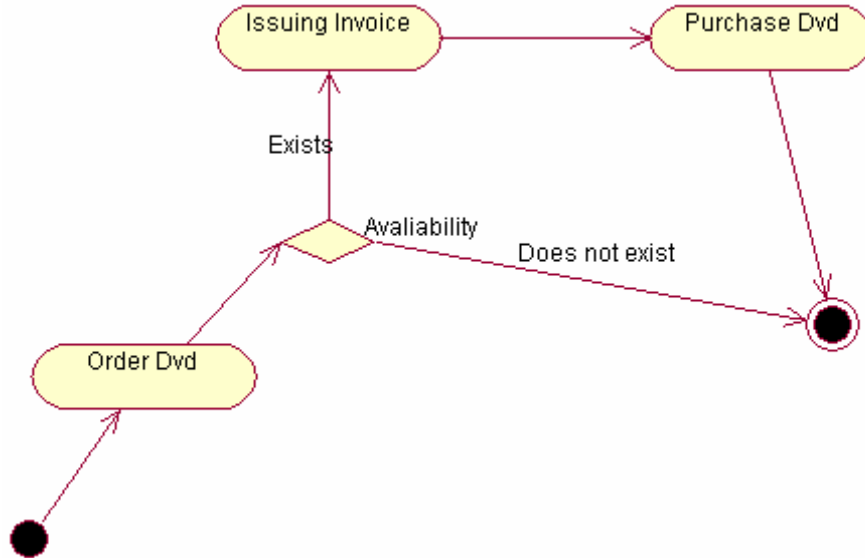 Issuing Invoice
Purchase Dvd
Exists
Avaliability
Does not exist
Order Dvd